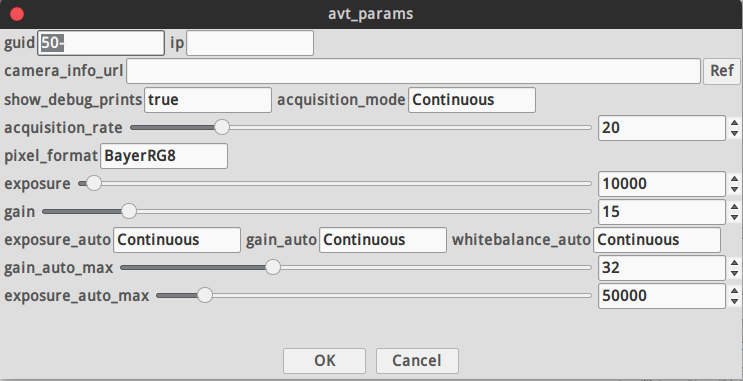 avt_params
guid 50- ip
camera_info_url Ref
show_debug_prints true acquisition_mode Continuous
acquisition_rate 20
pixel_format BayerRG8
exposure 10000
gain 15
exposure_auto Continuous gain_auto Continuous whitebalance_auto Continuous
gain_auto_max 32
exposure_auto_max 50000
OK Cancel